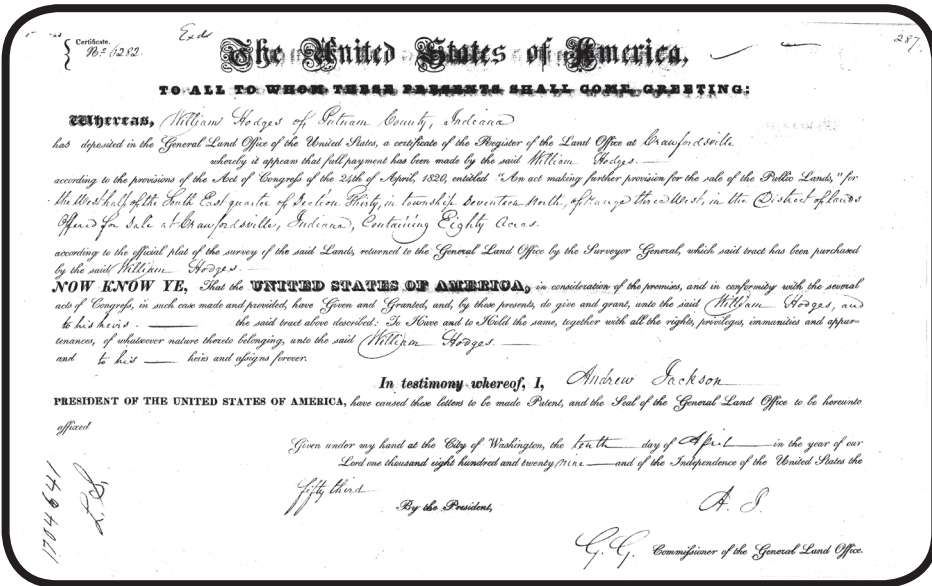 Certificate.
No. 6282.
Exd
287.
The United States of America,
TO ALL TO WHOM THESE PRESENTS SHALL COME, GREETING:
Whereas, William Hodges of Putnam County, Indiana
has deposited in the General Land Office of the United States, a certificate of the Register of the Land Office at Crawfordsville
whereby it appears that full payment has been made by the said William Hodges.
according to the provisions of the Act of Congress of the 24th of April, 1820, entitled "An act making further provision for the sale of the Public Lands," for
the West half of the South East quarter of Section Thirty, in township Seventeen North, of Range three West, in the District of lands
Offered for Sale at Crawfordsville, Indiana, Containing Eighty Acres.
according to the official plat of the survey of the said Lands, returned to the General Land Office by the Surveyor General, which said tract has been purchased
by the said William Hodges.
NOW KNOW YE, That the UNITED STATES OF AMERICA, in consideration of the premises, and in conformity with the several
acts of Congress, in such case made and provided, have Given and Granted, and, by these presents, do give and grant, unto the said William Hodges, and
to his heirs. — the said tract above described: To Have and to Hold the same, together with all the rights, privileges, immunities and appur-
tenances, of whatsoever nature thereto belonging, unto the said William Hodges.
and to his — heirs and assigns forever.
In testimony whereof, I, Andrew Jackson
PRESIDENT OF THE UNITED STATES OF AMERICA, have caused these letters to be made Patent, and the Seal of the General Land Office to be hereunto
affixed
Given under my hand at the City of Washington, the tenth day of April in the year of our
Lord one thousand eight hundred and twenty nine — and of the Independence of the United States the
fifty third
By the President, A. J.
G. G. Commissioner of the General Land Office.
L. S.